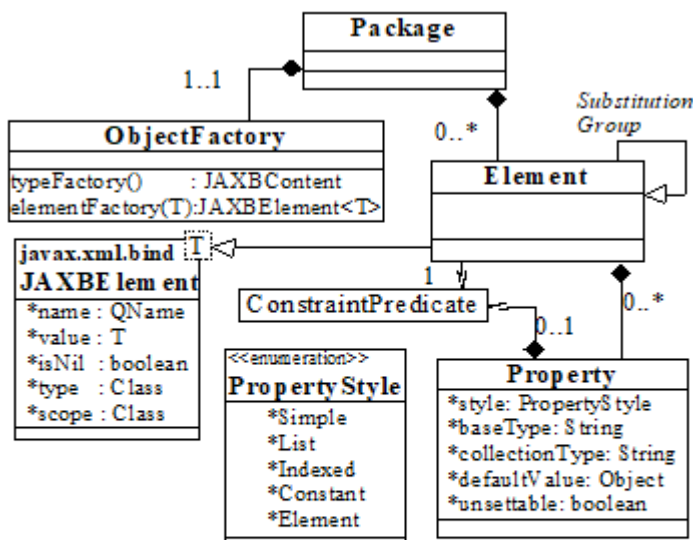 Package
1..1
Substitution
Group
0..*
ObjectFactory
typeFactory() : JAXBContent
elementFactory(T):JAXBElement<T>
Element
javax.xml.bind
T
JAXBElement
*name : QName
*value : T
*isNil : boolean
*type : Class
*scope : Class
1
ConstraintPredicate
0..1
0..*
<<enumeration>>
PropertyStyle
*Simple
*List
*Indexed
*Constant
*Element
Property
*style: PropertyStyle
*baseType: String
*collectionType: String
*defaultValue: Object
*unsettable: boolean